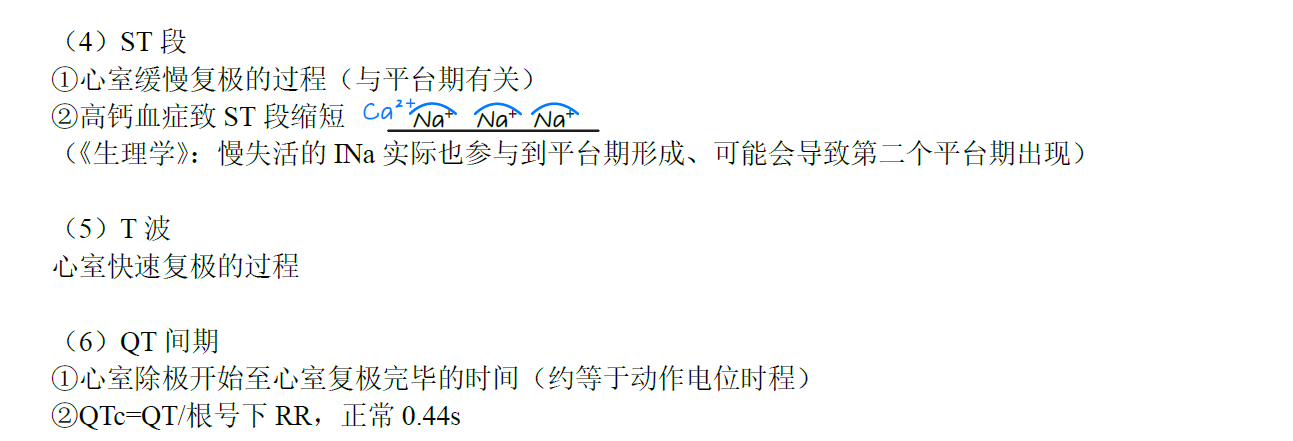 （4）ST 段
①心室缓慢复极的过程（与平台期有关）
②高钙血症致 ST 段缩短 Ca²⁺ Na⁺ Na⁺ Na⁺
（《生理学》：慢失活的 INa 实际也参与到平台期形成、可能会导致第二个平台期出现）
（5）T 波
心室快速复极的过程
（6）QT 间期
①心室除极开始至心室复极完毕的时间（约等于动作电位时程）
②QTc=QT/根号下 RR，正常 0.44s